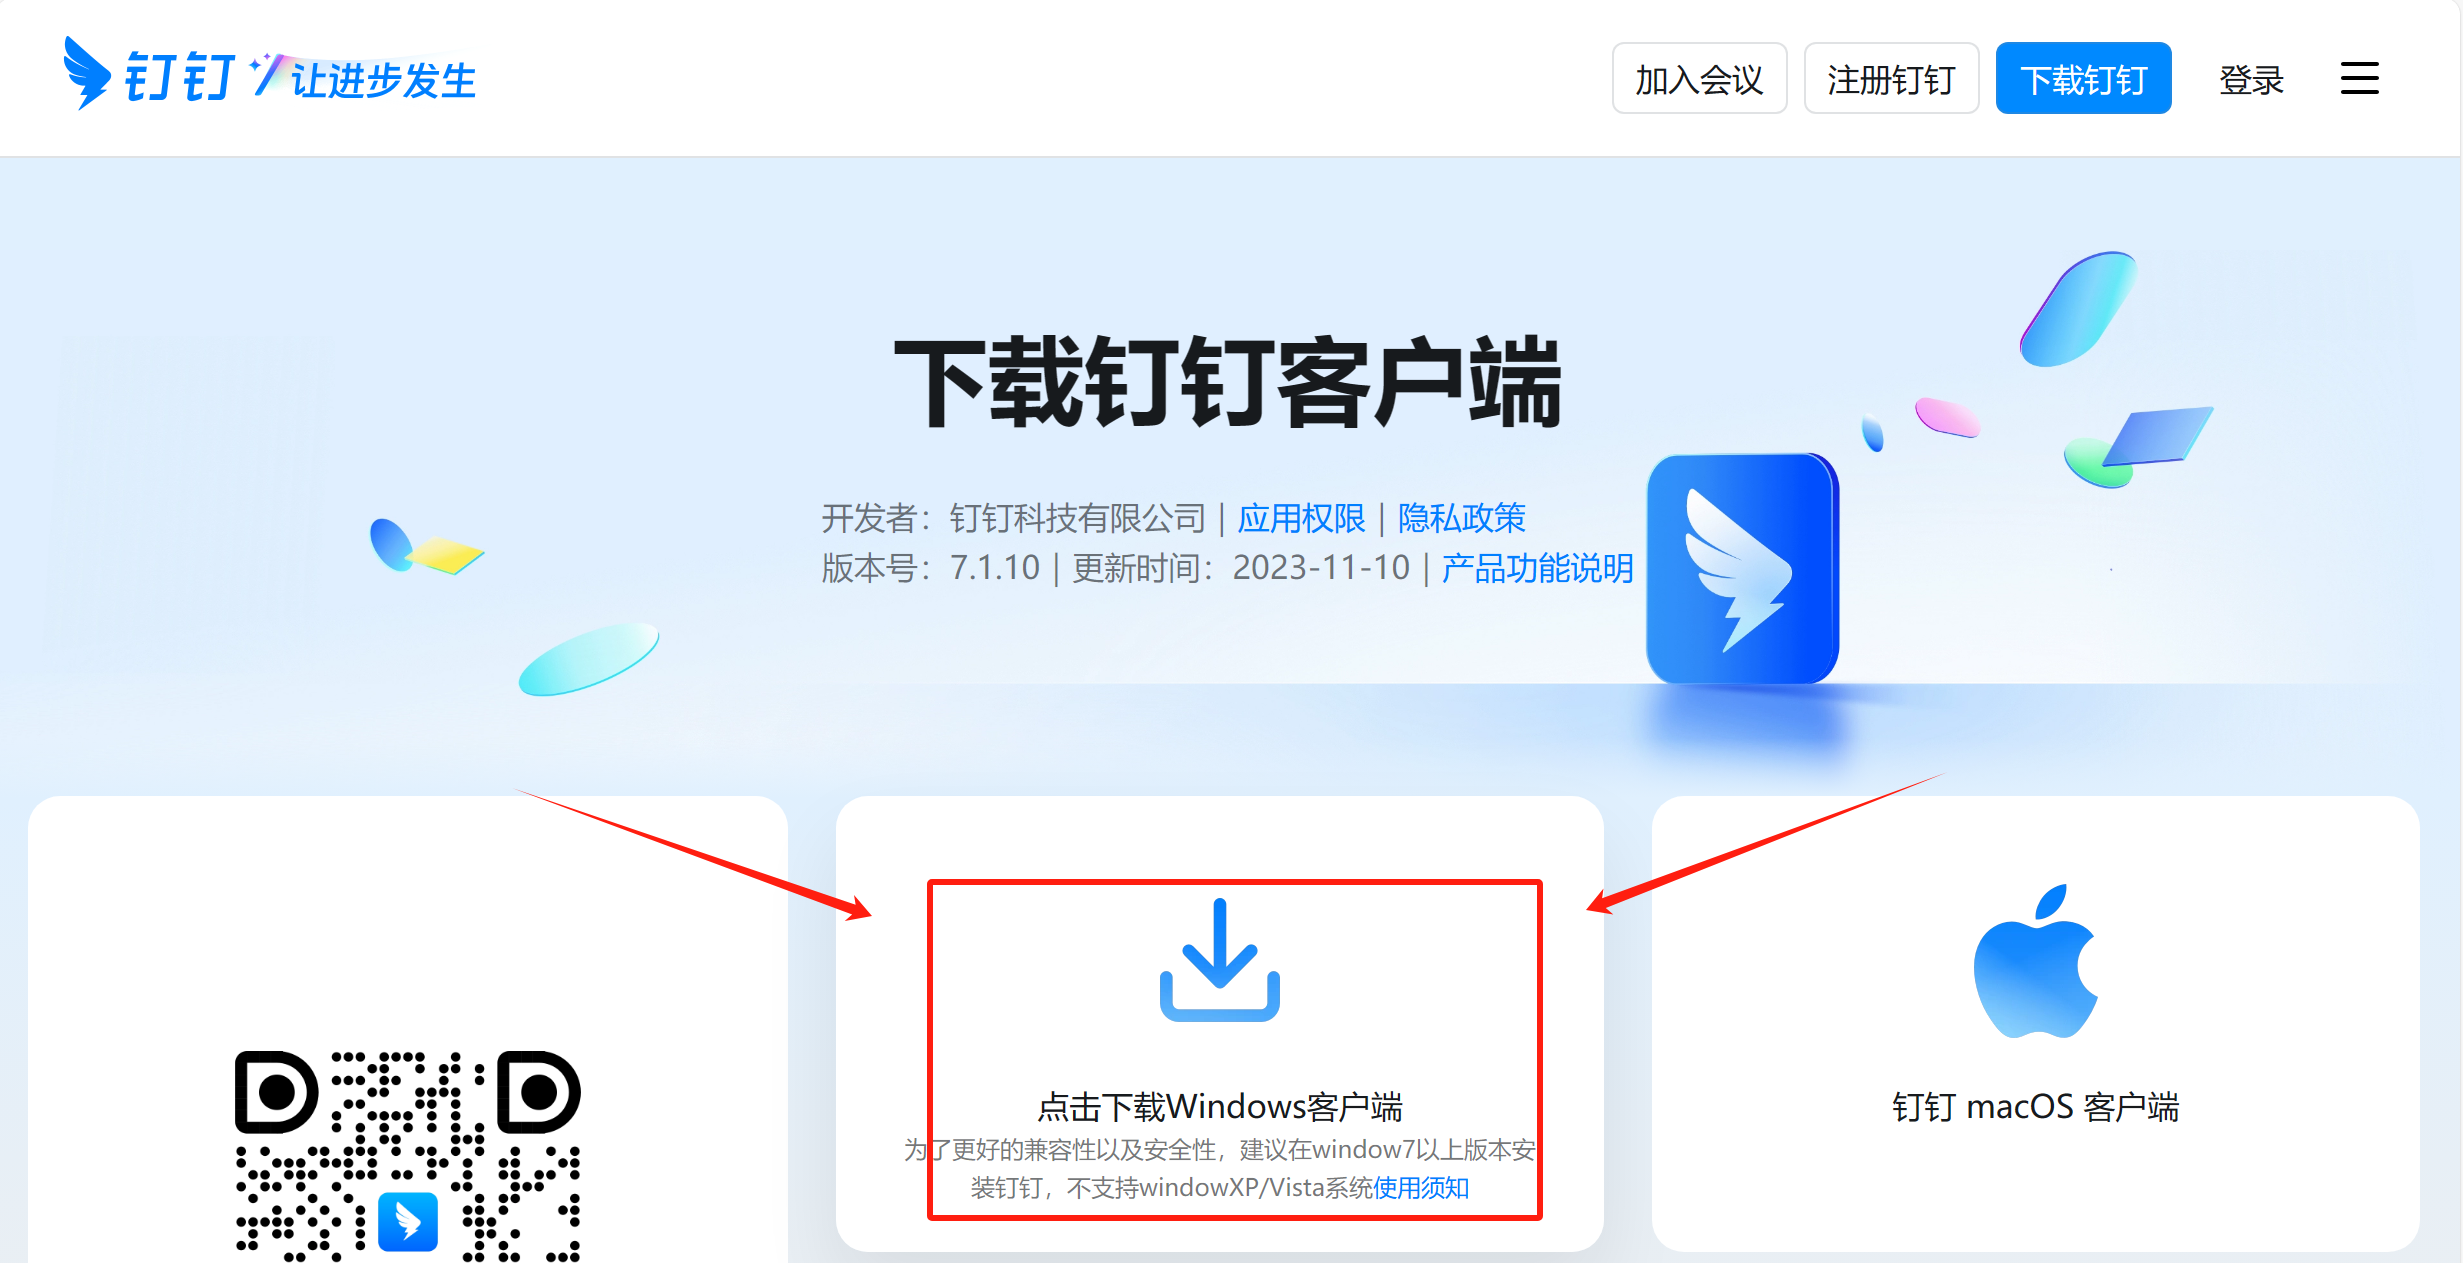 钉钉 让进步发生
加入会议 注册钉钉 下载钉钉 登录
下载钉钉客户端
开发者：钉钉科技有限公司 | 应用权限 | 隐私政策
版本号：7.1.10 | 更新时间：2023-11-10 | 产品功能说明
点击下载Windows客户端
为了更好的兼容性以及安全性，建议在window7以上版本安
装钉钉，不支持windowXP/Vista系统使用须知
钉钉 macOS 客户端